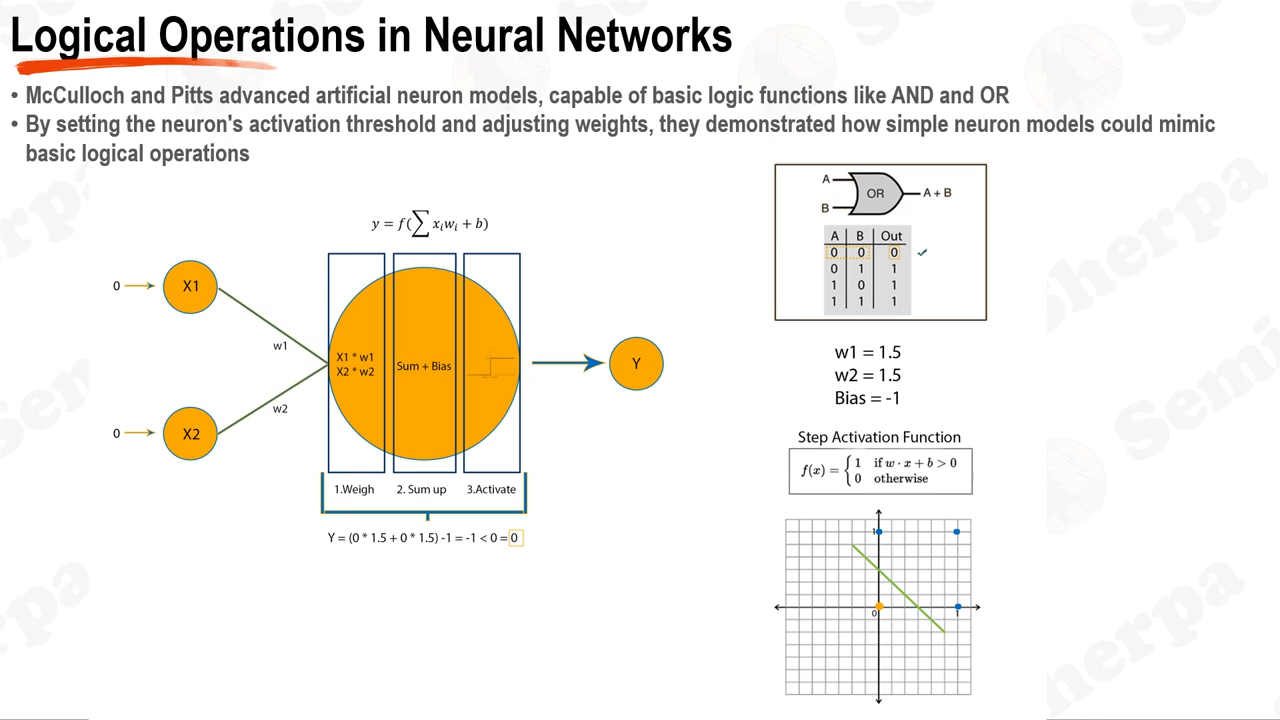 Logical Operations in Neural Networks
• McCulloch and Pitts advanced artificial neuron models, capable of basic logic functions like AND and OR
• By setting the neuron's activation threshold and adjusting weights, they demonstrated how simple neuron models could mimic
basic logical operations
y = f(∑ xᵢwᵢ + b)
0
X1
w1
X1 * w1
X2 * w2
Sum + Bias
Y
w2
0
X2
1.Weigh
2. Sum up
3.Activate
Y = (0 * 1.5 + 0 * 1.5) -1 = -1 < 0 = 0
A
B
OR
A + B
A B Out
0 0 0
0 1 1
1 0 1
1 1 1
w1 = 1.5
w2 = 1.5
Bias = -1
Step Activation Function
f(x) = { 1 if w · x + b > 0
0 otherwise
1
0
1
Semi
Sherpa